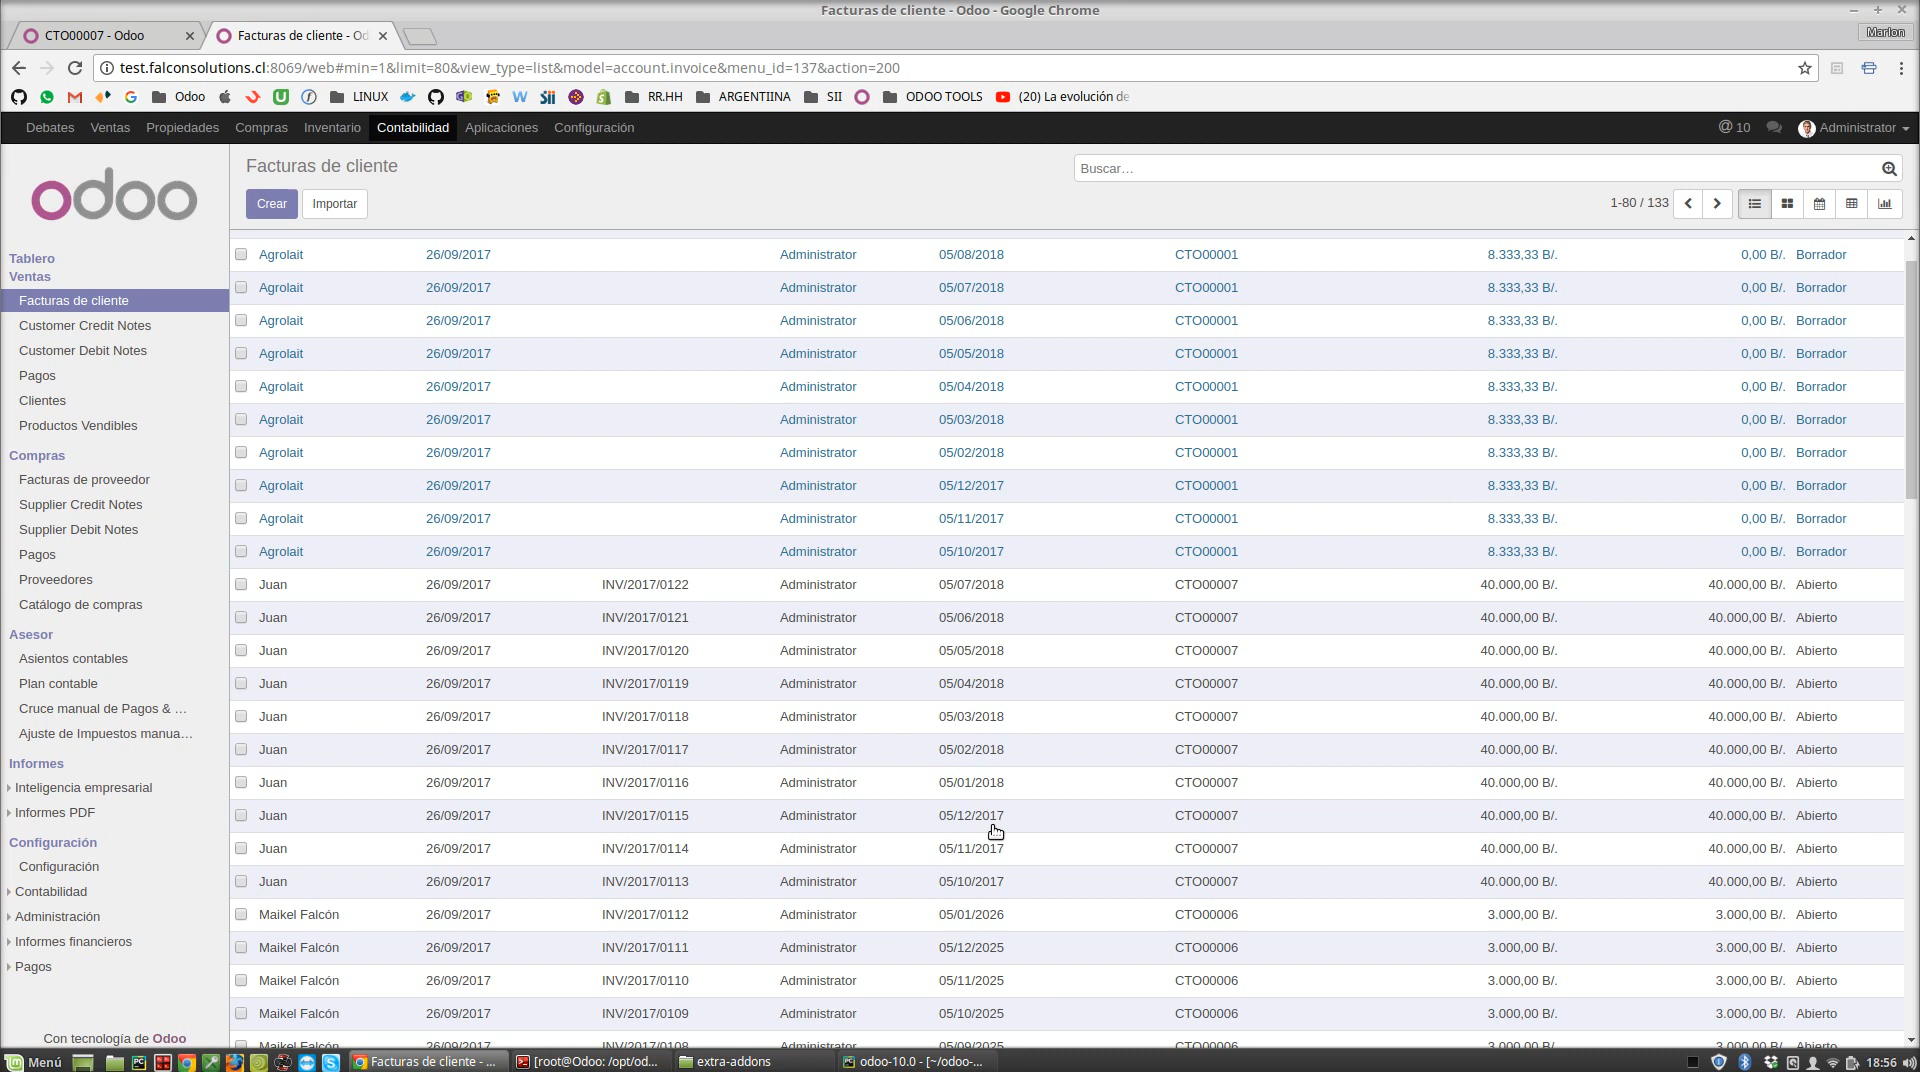 Facturas de cliente - Odoo - Google Chrome
CTO00007 - Odoo
Facturas de cliente - Od
Marlon
test.falconsolutions.cl:8069/web#min=1&limit=80&view_type=list&model=account.invoice&menu_id=137&action=200
Odoo LINUX RR.HH ARGENTIINA SII ODOO TOOLS (20) La evolución de
Debates Ventas Propiedades Compras Inventario Contabilidad Aplicaciones Configuración @ 10 Administrator
odoo
Facturas de cliente
Buscar...
Crear Importar
1-80 / 133
Tablero
Ventas
Facturas de cliente
Customer Credit Notes
Customer Debit Notes
Pagos
Clientes
Productos Vendibles
Compras
Facturas de proveedor
Supplier Credit Notes
Supplier Debit Notes
Pagos
Proveedores
Catálogo de compras
Asesor
Asientos contables
Plan contable
Cruce manual de Pagos & ...
Ajuste de Impuestos manua...
Informes
Inteligencia empresarial
Informes PDF
Configuración
Configuración
Contabilidad
Administración
Informes financieros
Pagos
Con tecnología de Odoo
Agrolait 26/09/2017 Administrator 05/08/2018 CTO00001 8.333,33 B/. 0,00 B/. Borrador
Agrolait 26/09/2017 Administrator 05/07/2018 CTO00001 8.333,33 B/. 0,00 B/. Borrador
Agrolait 26/09/2017 Administrator 05/06/2018 CTO00001 8.333,33 B/. 0,00 B/. Borrador
Agrolait 26/09/2017 Administrator 05/05/2018 CTO00001 8.333,33 B/. 0,00 B/. Borrador
Agrolait 26/09/2017 Administrator 05/04/2018 CTO00001 8.333,33 B/. 0,00 B/. Borrador
Agrolait 26/09/2017 Administrator 05/03/2018 CTO00001 8.333,33 B/. 0,00 B/. Borrador
Agrolait 26/09/2017 Administrator 05/02/2018 CTO00001 8.333,33 B/. 0,00 B/. Borrador
Agrolait 26/09/2017 Administrator 05/12/2017 CTO00001 8.333,33 B/. 0,00 B/. Borrador
Agrolait 26/09/2017 Administrator 05/11/2017 CTO00001 8.333,33 B/. 0,00 B/. Borrador
Agrolait 26/09/2017 Administrator 05/10/2017 CTO00001 8.333,33 B/. 0,00 B/. Borrador
Juan 26/09/2017 INV/2017/0122 Administrator 05/07/2018 CTO00007 40.000,00 B/. 40.000,00 B/. Abierto
Juan 26/09/2017 INV/2017/0121 Administrator 05/06/2018 CTO00007 40.000,00 B/. 40.000,00 B/. Abierto
Juan 26/09/2017 INV/2017/0120 Administrator 05/05/2018 CTO00007 40.000,00 B/. 40.000,00 B/. Abierto
Juan 26/09/2017 INV/2017/0119 Administrator 05/04/2018 CTO00007 40.000,00 B/. 40.000,00 B/. Abierto
Juan 26/09/2017 INV/2017/0118 Administrator 05/03/2018 CTO00007 40.000,00 B/. 40.000,00 B/. Abierto
Juan 26/09/2017 INV/2017/0117 Administrator 05/02/2018 CTO00007 40.000,00 B/. 40.000,00 B/. Abierto
Juan 26/09/2017 INV/2017/0116 Administrator 05/01/2018 CTO00007 40.000,00 B/. 40.000,00 B/. Abierto
Juan 26/09/2017 INV/2017/0115 Administrator 05/12/2017 CTO00007 40.000,00 B/. 40.000,00 B/. Abierto
Juan 26/09/2017 INV/2017/0114 Administrator 05/11/2017 CTO00007 40.000,00 B/. 40.000,00 B/. Abierto
Juan 26/09/2017 INV/2017/0113 Administrator 05/10/2017 CTO00007 40.000,00 B/. 40.000,00 B/. Abierto
Maikel Falcón 26/09/2017 INV/2017/0112 Administrator 05/01/2026 CTO00006 3.000,00 B/. 3.000,00 B/. Abierto
Maikel Falcón 26/09/2017 INV/2017/0111 Administrator 05/12/2025 CTO00006 3.000,00 B/. 3.000,00 B/. Abierto
Maikel Falcón 26/09/2017 INV/2017/0110 Administrator 05/11/2025 CTO00006 3.000,00 B/. 3.000,00 B/. Abierto
Maikel Falcón 26/09/2017 INV/2017/0109 Administrator 05/10/2025 CTO00006 3.000,00 B/. 3.000,00 B/. Abierto
Maikel Falcón 26/09/2017 INV/2017/0108 Administrator 05/09/2025 CTO00006 3.000,00 B/. 3.000,00 B/. Abierto
Menú Facturas de cliente - ... [root@Odoo: /opt/od... extra-addons odoo-10.0 - [~/odoo-... 18:56